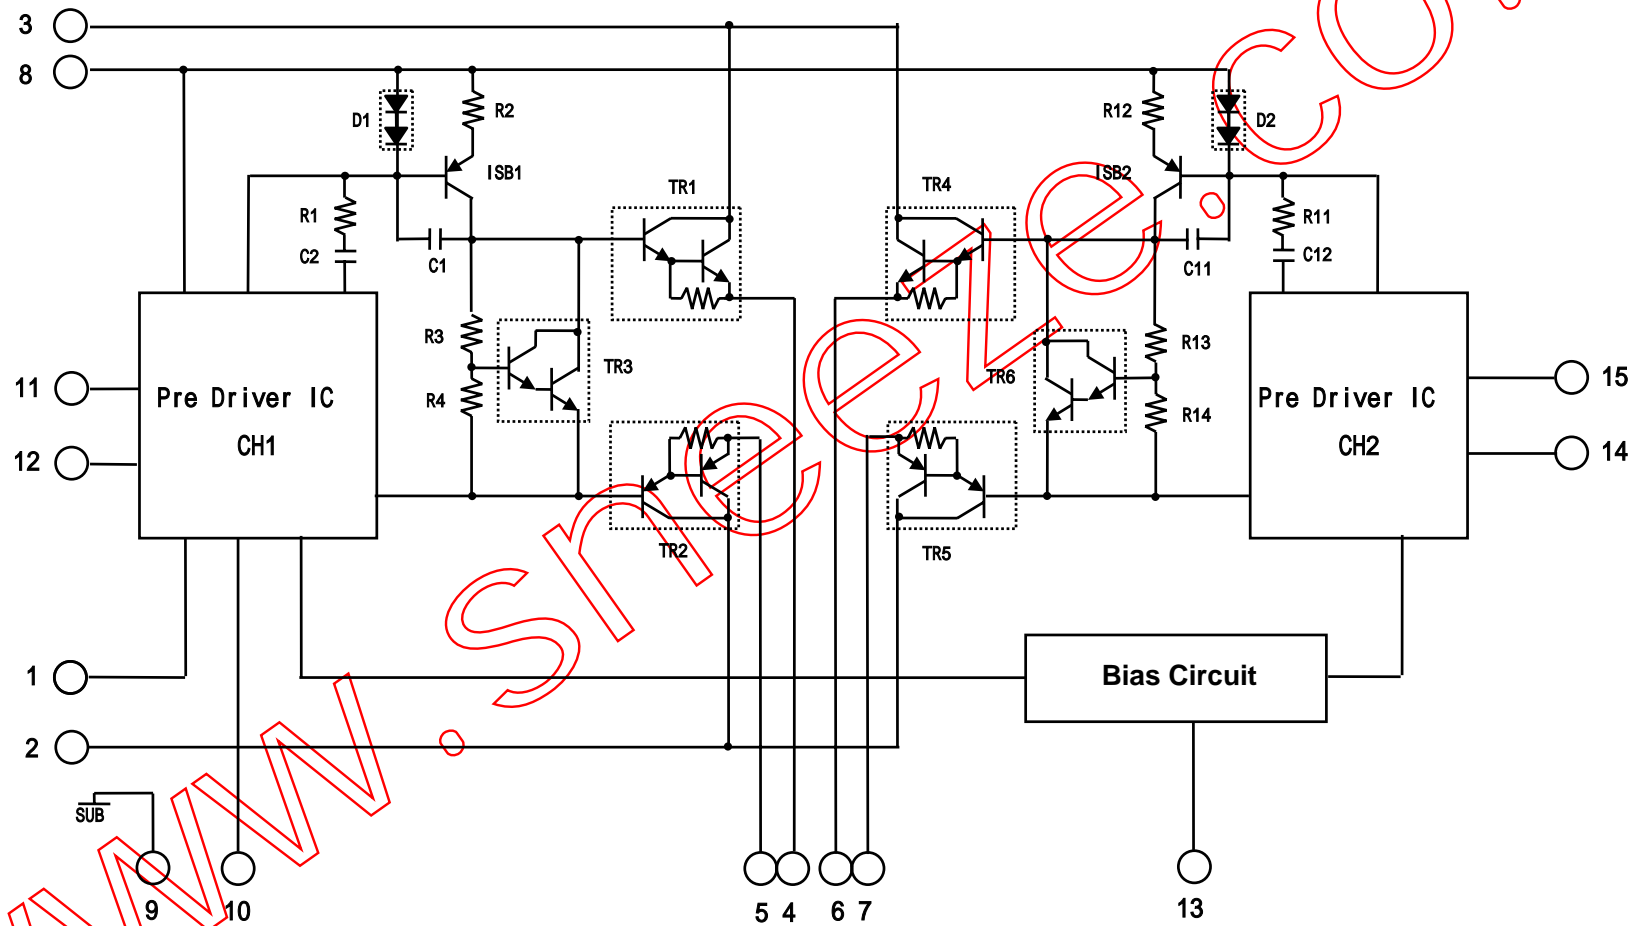 3
8
D1
R2
R12
D2
ISB1
ISB2
TR1
TR4
R1
C2
C1
C11
R11
C12
R3
R4
TR3
TR6
R13
R14
11
12
Pre Driver IC
CH1
Pre Driver IC
CH2
15
14
TR2
TR5
1
2
Bias Circuit
SUB
9
10
5
4
6
7
13
www.sneeve.co